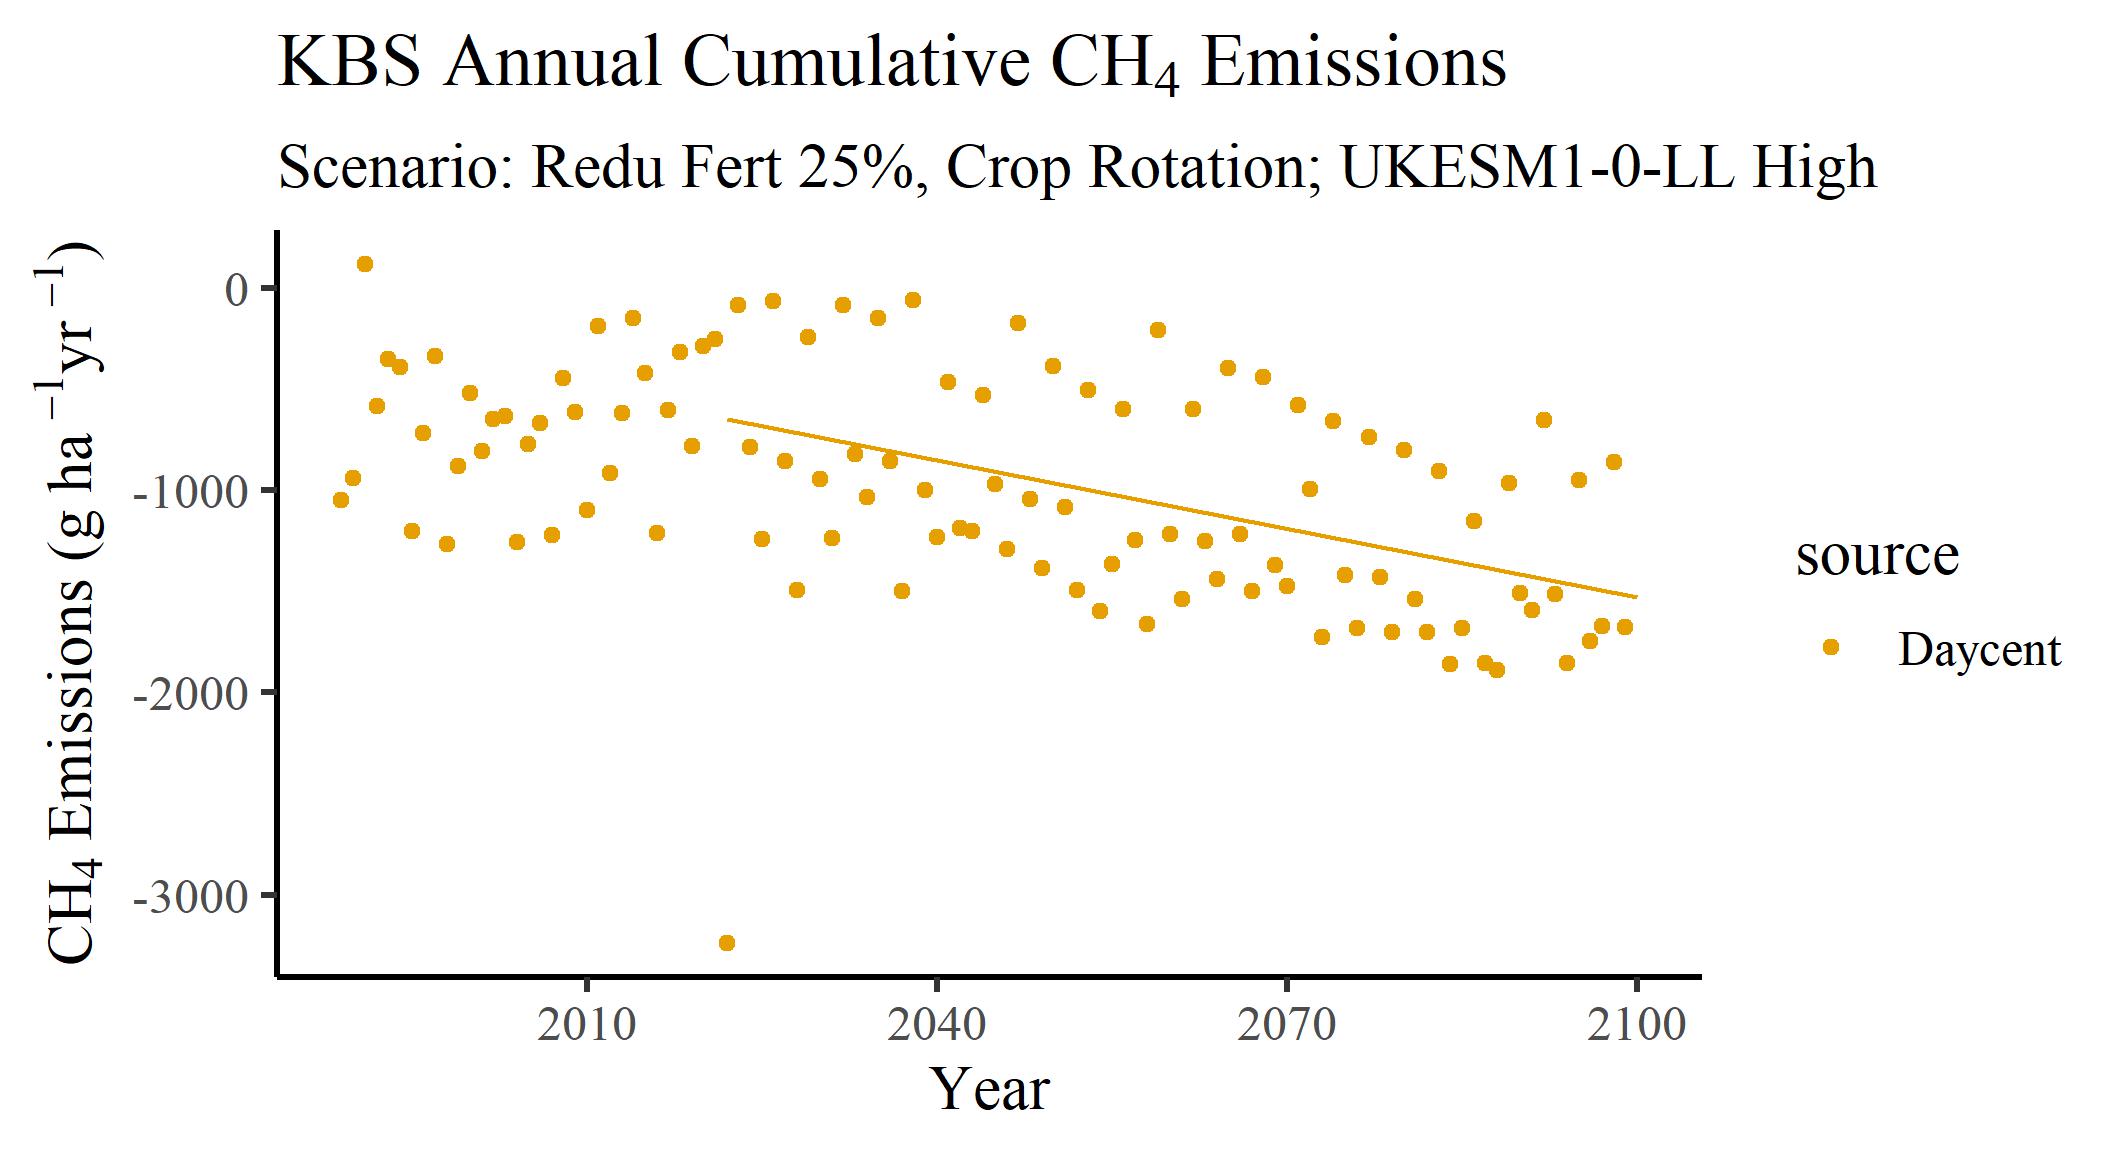 KBS Annual Cumulative CH₄ Emissions
Scenario: Redu Fert 25%, Crop Rotation; UKESM1-0-LL High
CH₄ Emissions (g ha ⁻¹yr ⁻¹)
0
-1000
-2000
-3000
2010 2040 2070 2100
Year
source
Daycent